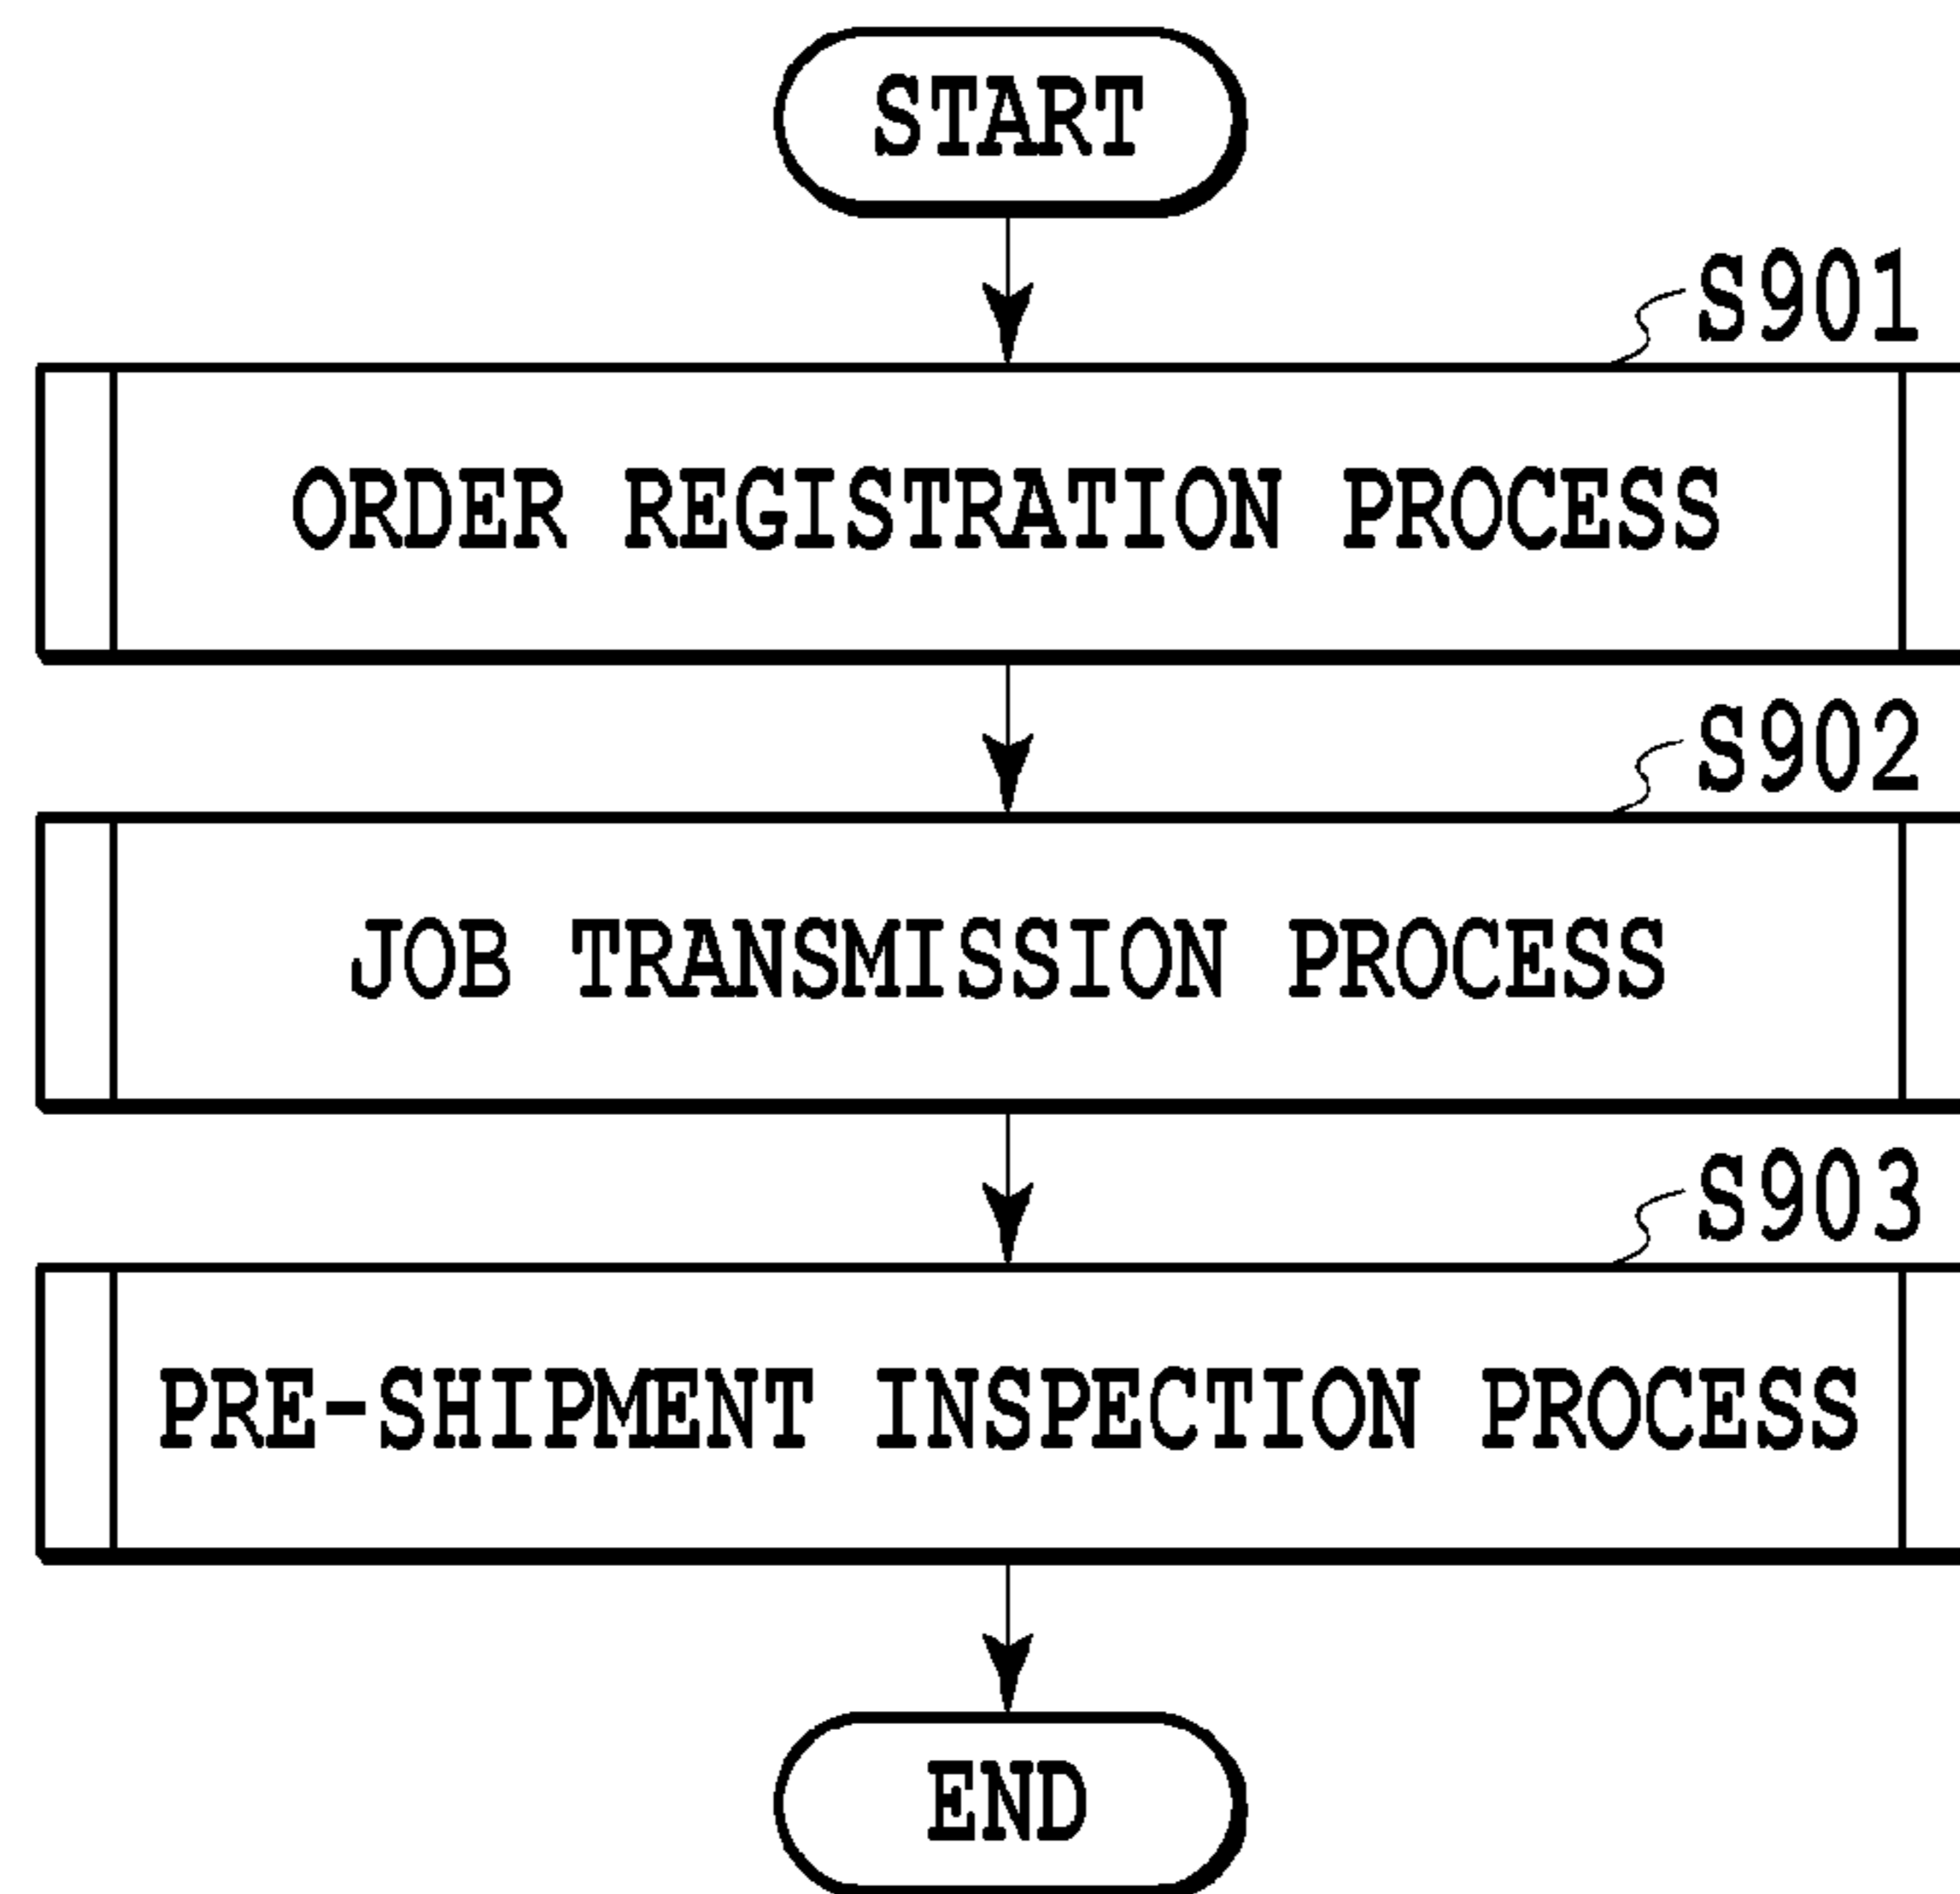 START
S901
ORDER REGISTRATION PROCESS
S902
JOB TRANSMISSION PROCESS
S903
PRE-SHIPMENT INSPECTION PROCESS
END